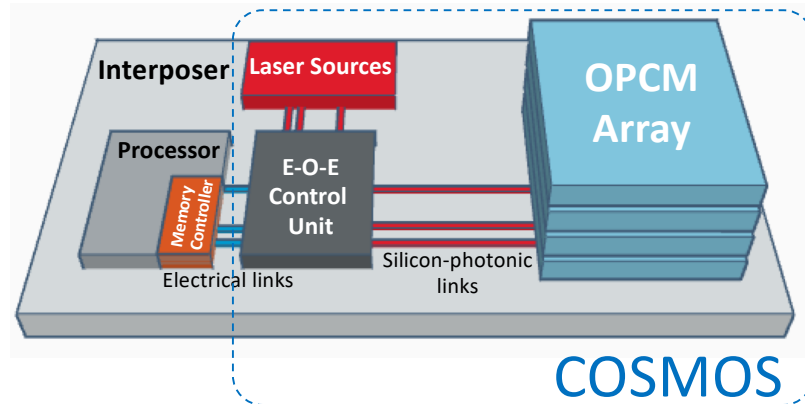 Interposer
Laser Sources
OPCM
Array
Processor
E-O-E
Control
Unit
Memory
Controller
Electrical links
Silicon-photonic
links
COSMOS